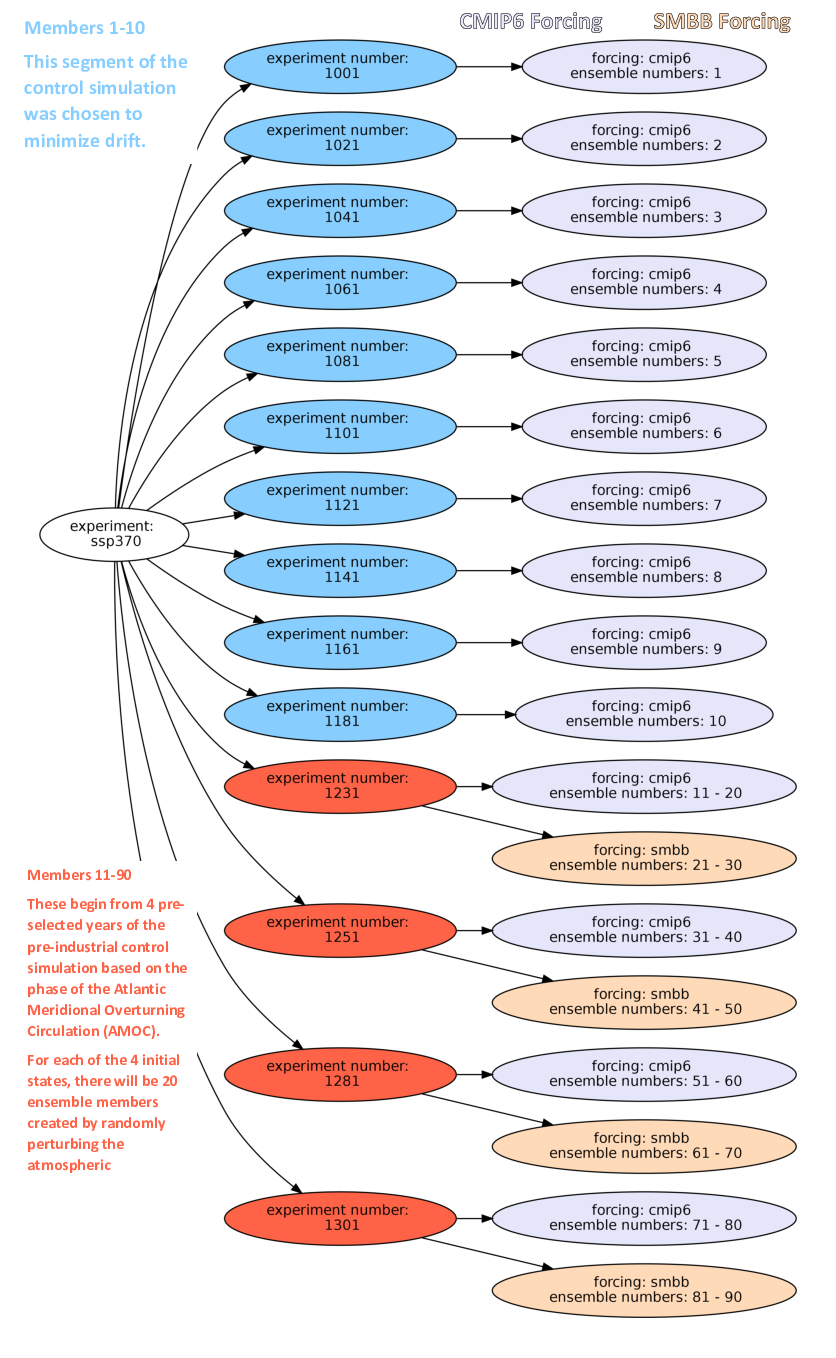 Members 1-10
This segment of the
control simulation
was chosen to
minimize drift.
CMIP6 Forcing
SMBB Forcing
experiment:
ssp370
experiment number:
1001
forcing: cmip6
ensemble numbers: 1
experiment number:
1021
forcing: cmip6
ensemble numbers: 2
experiment number:
1041
forcing: cmip6
ensemble numbers: 3
experiment number:
1061
forcing: cmip6
ensemble numbers: 4
experiment number:
1081
forcing: cmip6
ensemble numbers: 5
experiment number:
1101
forcing: cmip6
ensemble numbers: 6
experiment number:
1121
forcing: cmip6
ensemble numbers: 7
experiment number:
1141
forcing: cmip6
ensemble numbers: 8
experiment number:
1161
forcing: cmip6
ensemble numbers: 9
experiment number:
1181
forcing: cmip6
ensemble numbers: 10
experiment number:
1231
forcing: cmip6
ensemble numbers: 11 - 20
forcing: smbb
ensemble numbers: 21 - 30
experiment number:
1251
forcing: cmip6
ensemble numbers: 31 - 40
forcing: smbb
ensemble numbers: 41 - 50
experiment number:
1281
forcing: cmip6
ensemble numbers: 51 - 60
forcing: smbb
ensemble numbers: 61 - 70
experiment number:
1301
forcing: cmip6
ensemble numbers: 71 - 80
forcing: smbb
ensemble numbers: 81 - 90
Members 11-90
These begin from 4 pre-
selected years of the
pre-industrial control
simulation based on the
phase of the Atlantic
Meridional Overturning
Circulation (AMOC).
For each of the 4 initial
states, there will be 20
ensemble members
created by randomly
perturbing the
atmospheric